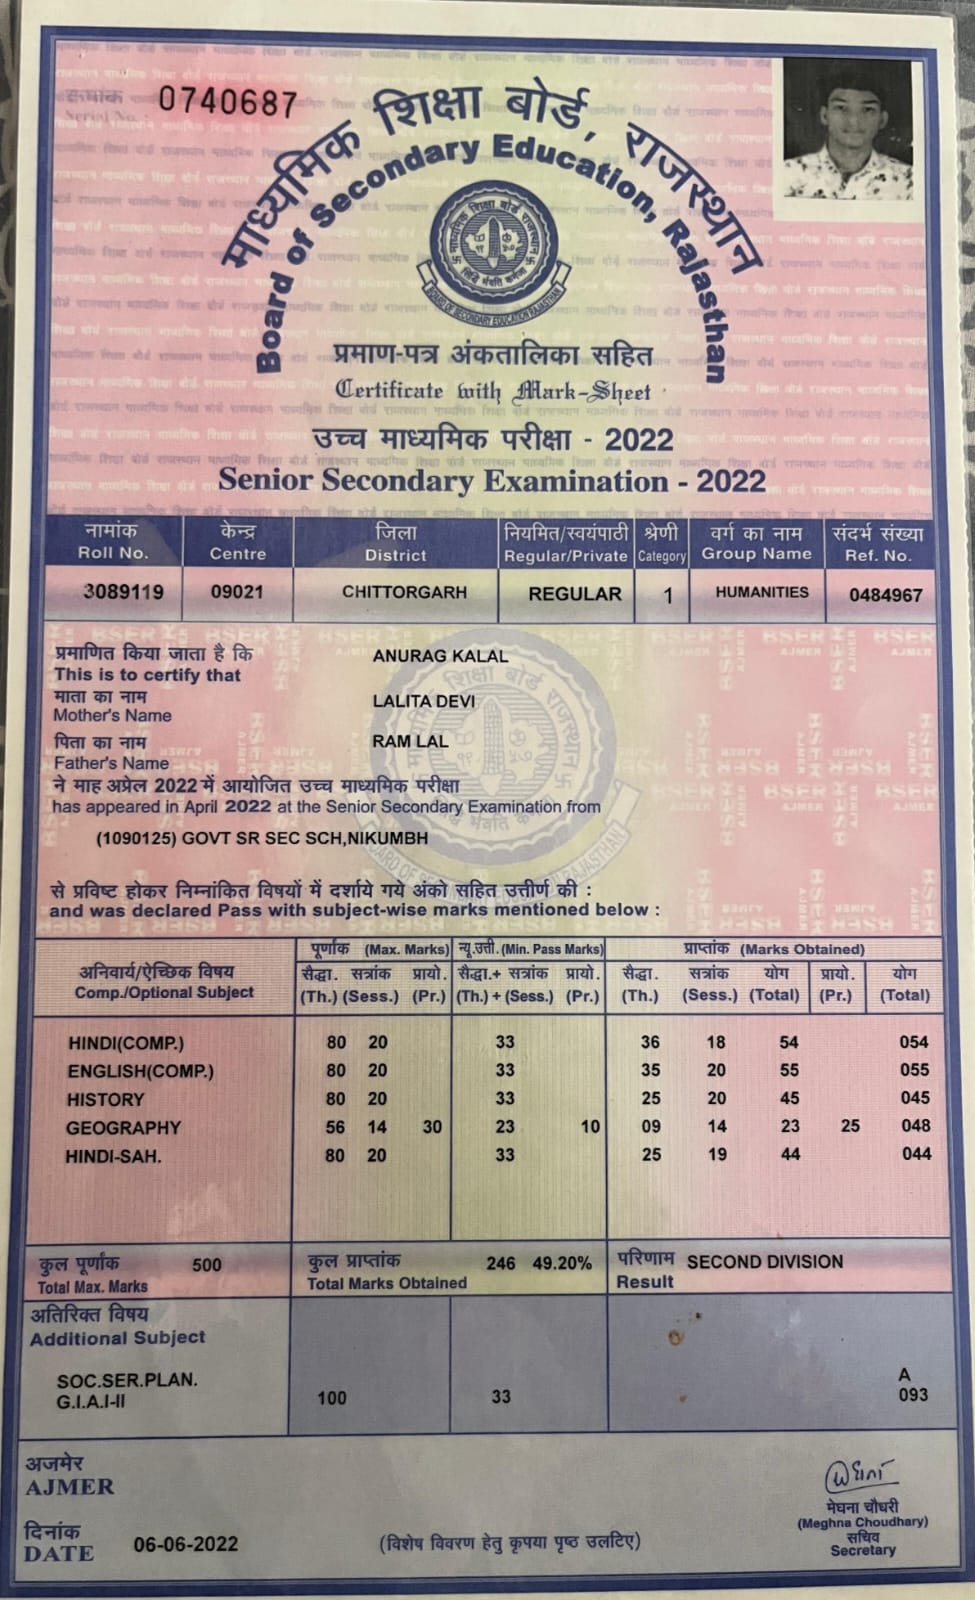 क्रमांक 0740687
Serial No. :
माध्यमिक शिक्षा बोर्ड, राजस्थान
Board of Secondary Education, Rajasthan
माध्यमिक शिक्षा बोर्ड राजस्थान
सिद्धि र्भवति कर्मजा
BOARD OF SECONDARY EDUCATION RAJASTHAN
प्रमाण-पत्र अंकतालिका सहित
Certificate with Mark-Sheet
उच्च माध्यमिक परीक्षा - 2022
Senior Secondary Examination - 2022
नामांक केन्द्र जिला नियमित/स्वयंपाठी श्रेणी वर्ग का नाम संदर्भ संख्या
Roll No. Centre District Regular/Private Category Group Name Ref. No.
3089119 09021 CHITTORGARH REGULAR 1 HUMANITIES 0484967
प्रमाणित किया जाता है कि ANURAG KALAL
This is to certify that
माता का नाम LALITA DEVI
Mother's Name
पिता का नाम RAM LAL
Father's Name
ने माह अप्रेल 2022 में आयोजित उच्च माध्यमिक परीक्षा
has appeared in April 2022 at the Senior Secondary Examination from
(1090125) GOVT SR SEC SCH,NIKUMBH
से प्रविष्ट होकर निम्नांकित विषयों में दर्शाये गये अंको सहित उत्तीर्ण की :
and was declared Pass with subject-wise marks mentioned below :
पूर्णांक (Max. Marks) न्यू.उत्ती. (Min. Pass Marks) प्राप्तांक (Marks Obtained)
अनिवार्य/ऐच्छिक विषय सैद्धा. सत्रांक प्रायो. सैद्धा.+ सत्रांक प्रायो. सैद्धा. सत्रांक योग प्रायो. योग
Comp./Optional Subject (Th.) (Sess.) (Pr.) (Th.) + (Sess.) (Pr.) (Th.) (Sess.) (Total) (Pr.) (Total)
HINDI(COMP.) 80 20 33 36 18 54 054
ENGLISH(COMP.) 80 20 33 35 20 55 055
HISTORY 80 20 33 25 20 45 045
GEOGRAPHY 56 14 30 23 10 09 14 23 25 048
HINDI-SAH. 80 20 33 25 19 44 044
कुल पूर्णांक 500 कुल प्राप्तांक 246 49.20% परिणाम SECOND DIVISION
Total Max. Marks Total Marks Obtained Result
अतिरिक्त विषय
Additional Subject
SOC.SER.PLAN. A
G.I.A.I-II 100 33 093
अजमेर
AJMER
मेघना चौधरी
(Meghna Choudhary)
दिनांक सचिव
DATE 06-06-2022 (विशेष विवरण हेतु कृपया पृष्ठ उलटिए) Secretary